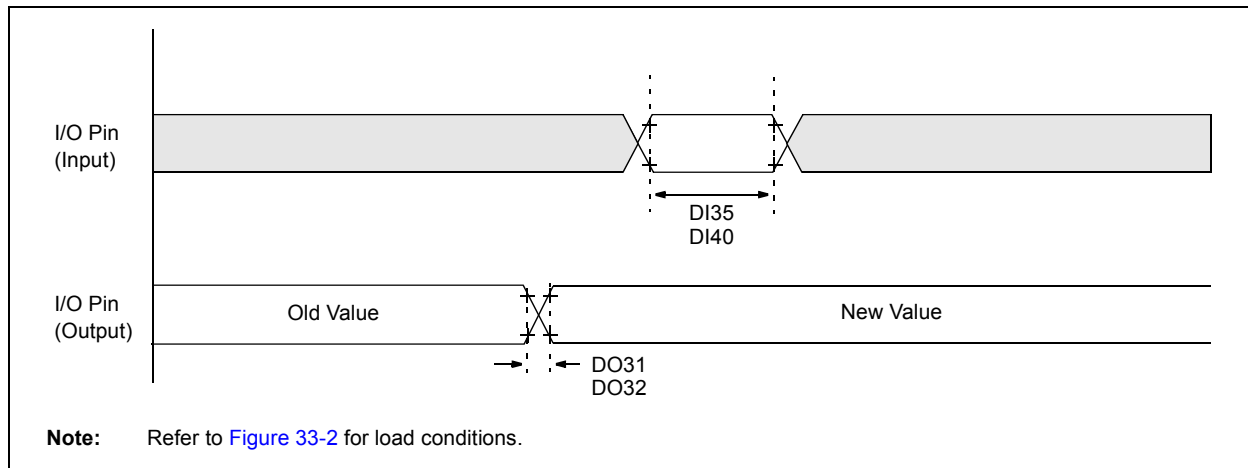 I/O Pin
(Input)
DI35
DI40
I/O Pin
(Output)
Old Value
New Value
DO31
DO32
Note: Refer to Figure 33-2 for load conditions.